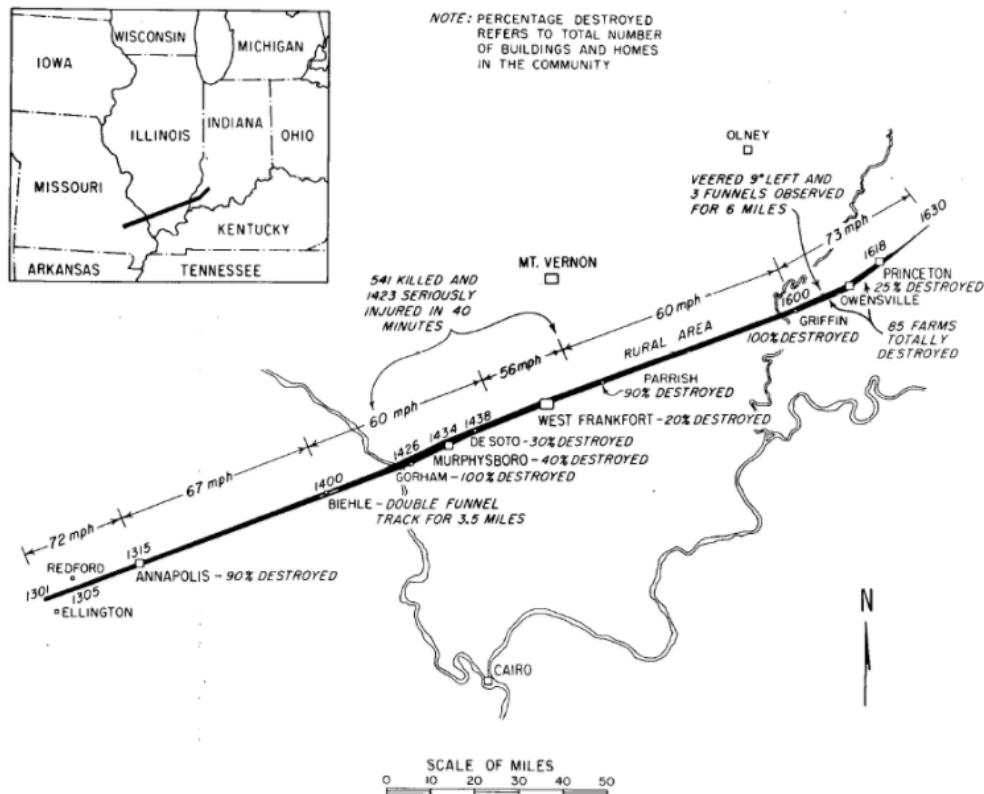 NOTE: PERCENTAGE DESTROYED
REFERS TO TOTAL NUMBER
OF BUILDINGS AND HOMES
IN THE COMMUNITY
WISCONSIN
MICHIGAN
IOWA
ILLINOIS
INDIANA
OHIO
MISSOURI
KENTUCKY
ARKANSAS
TENNESSEE
OLNEY
VEERED 9° LEFT AND
3 FUNNELS OBSERVED
FOR 6 MILES
73 mph
1630
1618
PRINCETON
25% DESTROYED
OWENSVILLE
MT. VERNON
541 KILLED AND
1423 SERIOUSLY
INJURED IN 40
MINUTES
60 mph
1600
GRIFFIN
100% DESTROYED
85 FARMS
TOTALLY
DESTROYED
RURAL AREA
56 mph
PARRISH
90% DESTROYED
60 mph
WEST FRANKFORT - 20% DESTROYED
1438
DE SOTO - 30% DESTROYED
1434
MURPHYSBORO - 40% DESTROYED
1426
GORHAM - 100% DESTROYED
67 mph
1400
BIEHLE - DOUBLE FUNNEL
TRACK FOR 3.5 MILES
72 mph
1315
ANNAPOLIS - 90% DESTROYED
REDFORD
1301
1305
ELLINGTON
N
CAIRO
SCALE OF MILES
0 10 20 30 40 50